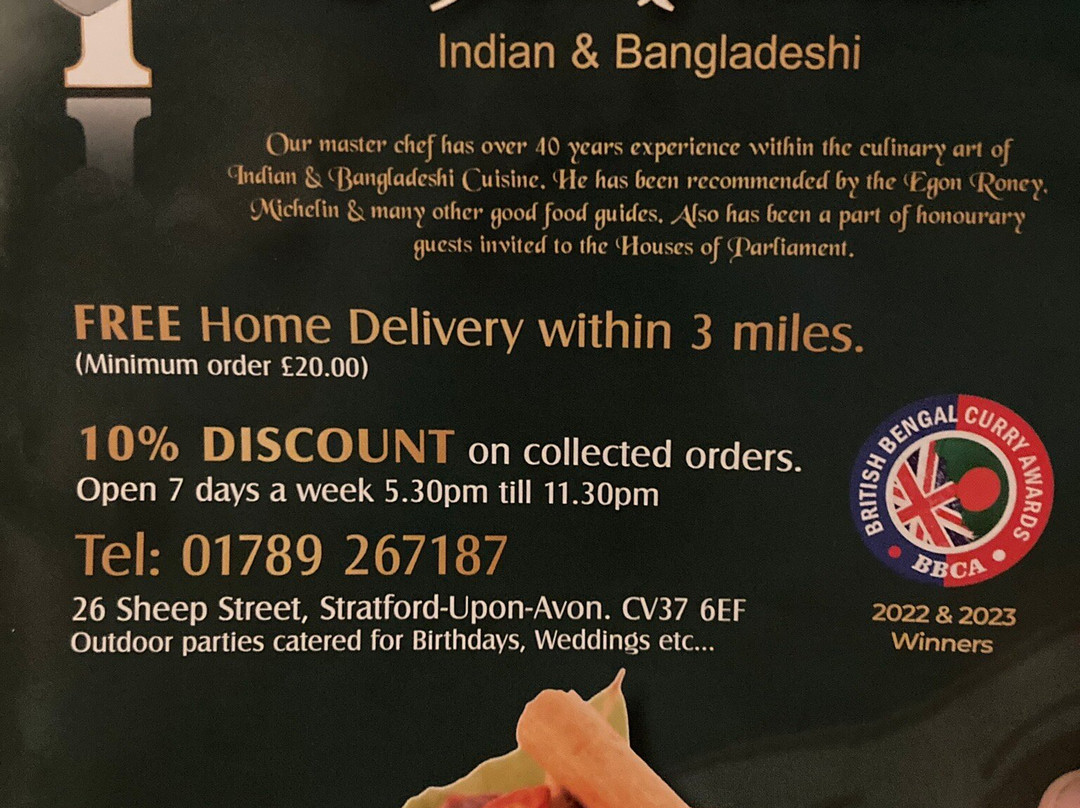 Indian & Bangladeshi
Our master chef has over 40 years experience within the culinary art of
Indian & Bangladeshi Cuisine. He has been recommended by the Egon Roney,
Michelin & many other good food guides. Also has been a part of honourary
guests invited to the Houses of Parliament.
FREE Home Delivery within 3 miles.
(Minimum order £20.00)
10% DISCOUNT on collected orders.
Open 7 days a week 5.30pm till 11.30pm
Tel: 01789 267187
26 Sheep Street, Stratford-Upon-Avon. CV37 6EF
Outdoor parties catered for Birthdays, Weddings etc...
BRITISH BENGAL CURRY AWARDS
BBCA
2022 & 2023
Winners